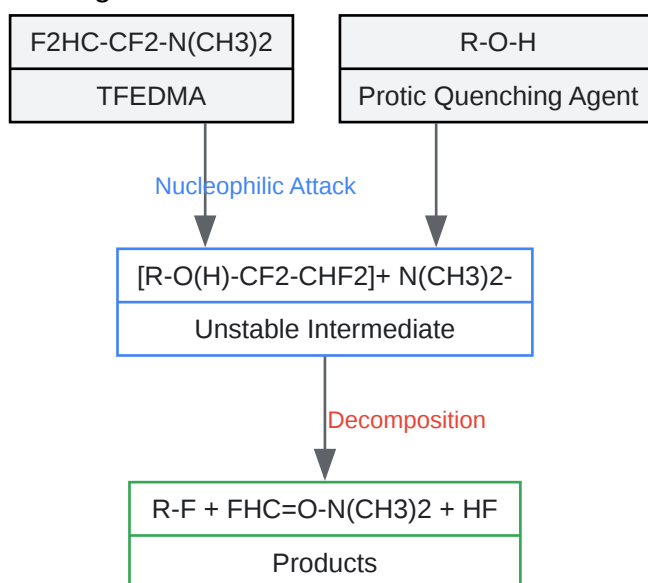 F2HC-CF2-N(CH3)2
TFEDMA
R-O-H
Protic Quenching Agent
Nucleophilic Attack
[R-O(H)-CF2-CHF2]+ N(CH3)2-
Unstable Intermediate
Decomposition
R-F + FHC=O-N(CH3)2 + HF
Products